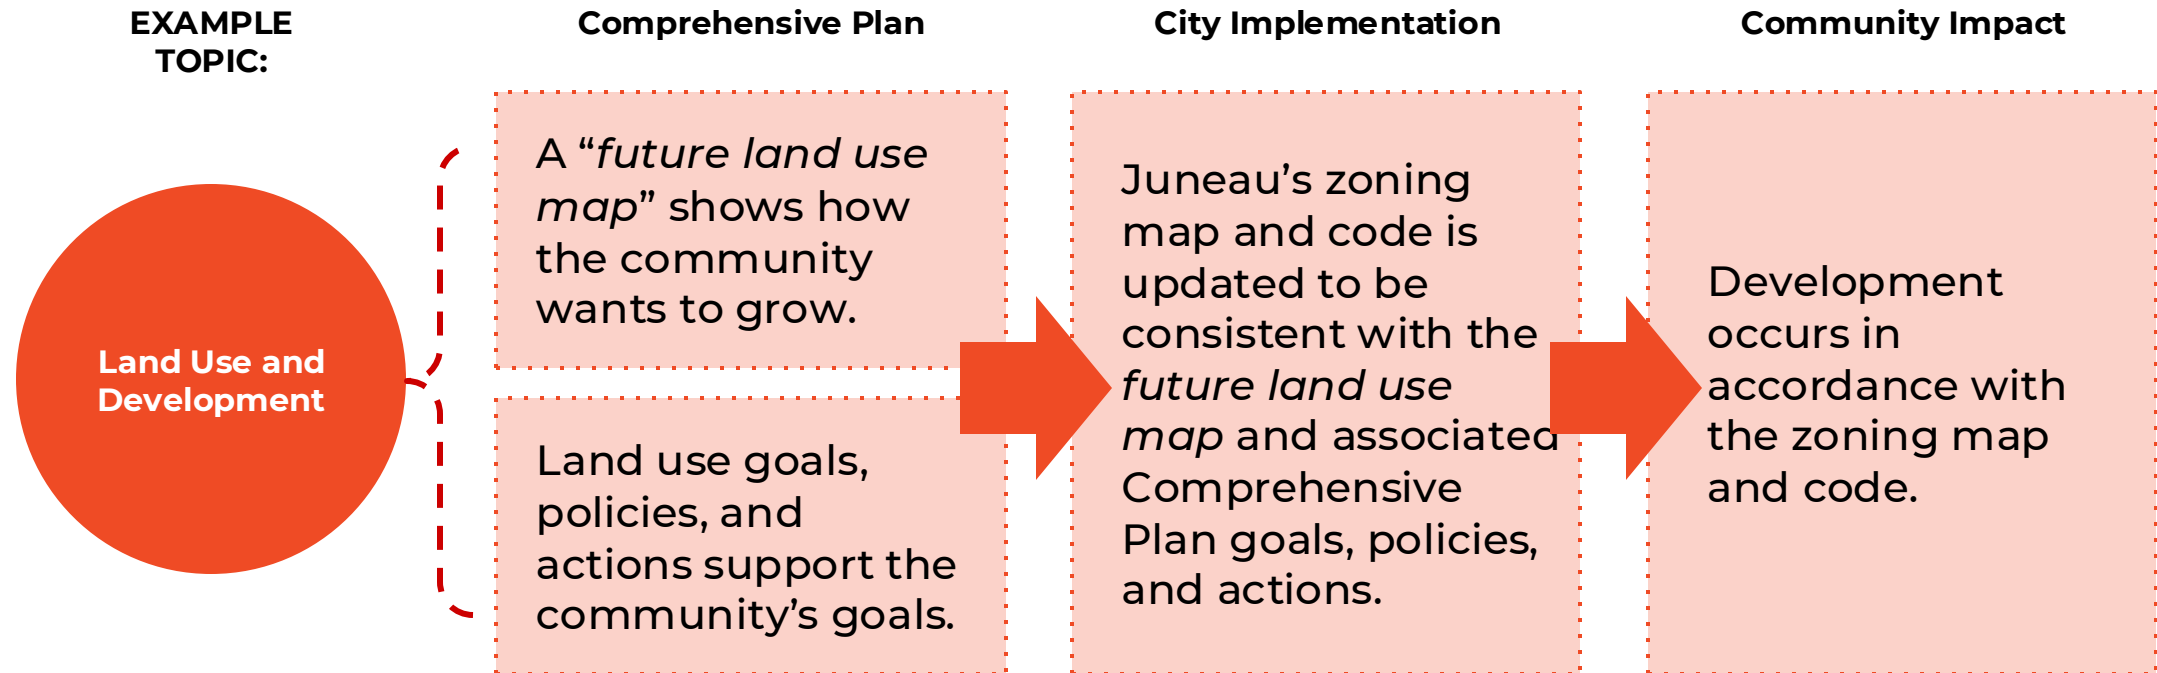 EXAMPLE
TOPIC:
Comprehensive Plan
City Implementation
Community Impact
Land Use and
Development
A “future land use
map” shows how
the community
wants to grow.
Land use goals,
policies, and
actions support the
community’s goals.
Juneau’s zoning
map and code is
updated to be
consistent with the
future land use
map and associated
Comprehensive
Plan goals, policies,
and actions.
Development
occurs in
accordance with
the zoning map
and code.